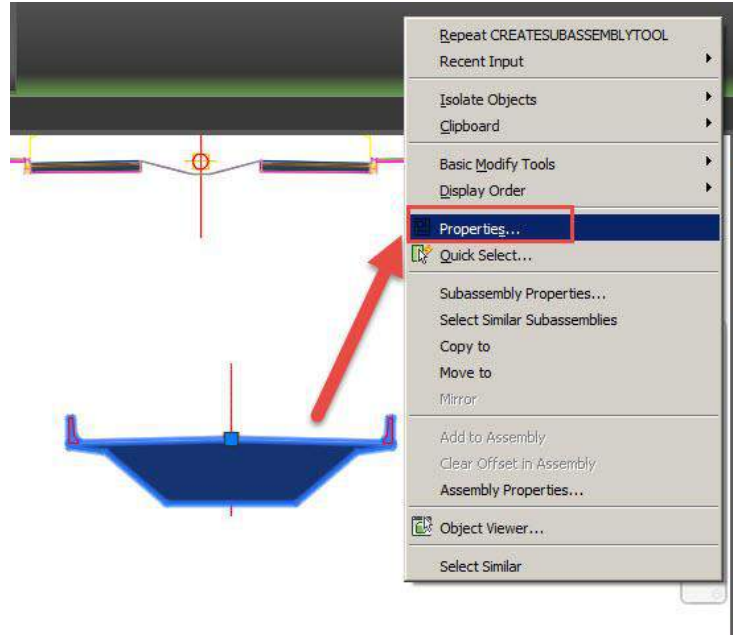 Repeat CREATESUBASSEMBLYTOOL
Recent Input
Isolate Objects
Clipboard
Basic Modify Tools
Display Order
Properties...
Quick Select...
Subassembly Properties...
Select Similar Subassemblies
Copy to
Move to
Mirror
Add to Assembly
Clear Offset in Assembly
Assembly Properties...
Object Viewer...
Select Similar